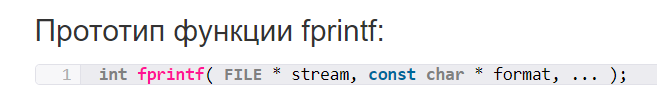 Прототип функции fprintf:
1 int fprintf( FILE * stream, const char * format, ... );